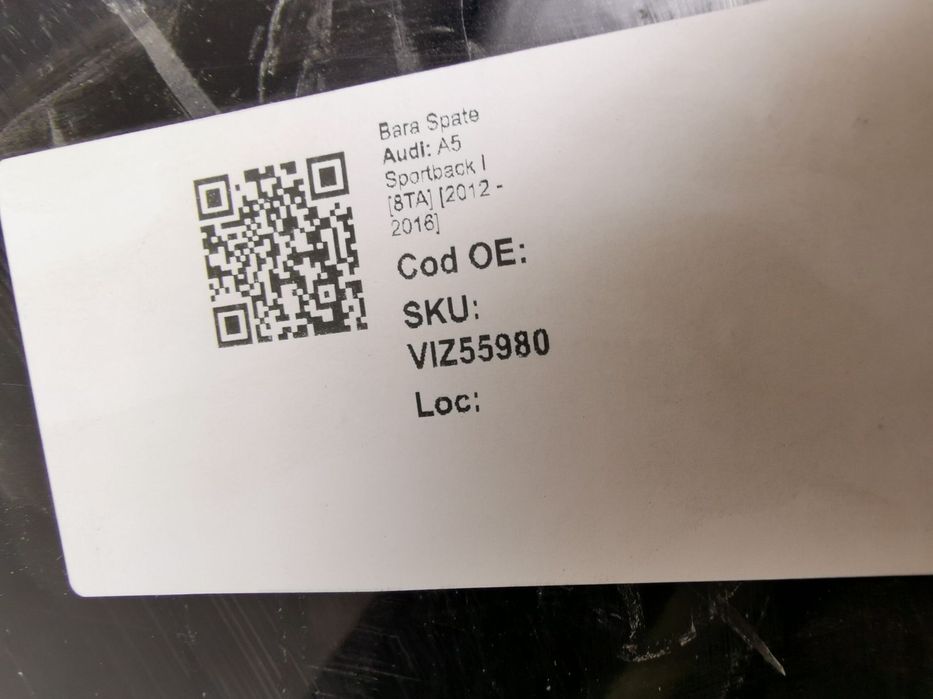 Bara Spate
Audi: A5
Sportback I
[8TA] [2012 -
2016]
Cod OE:
SKU:
VIZ55980
Loc: